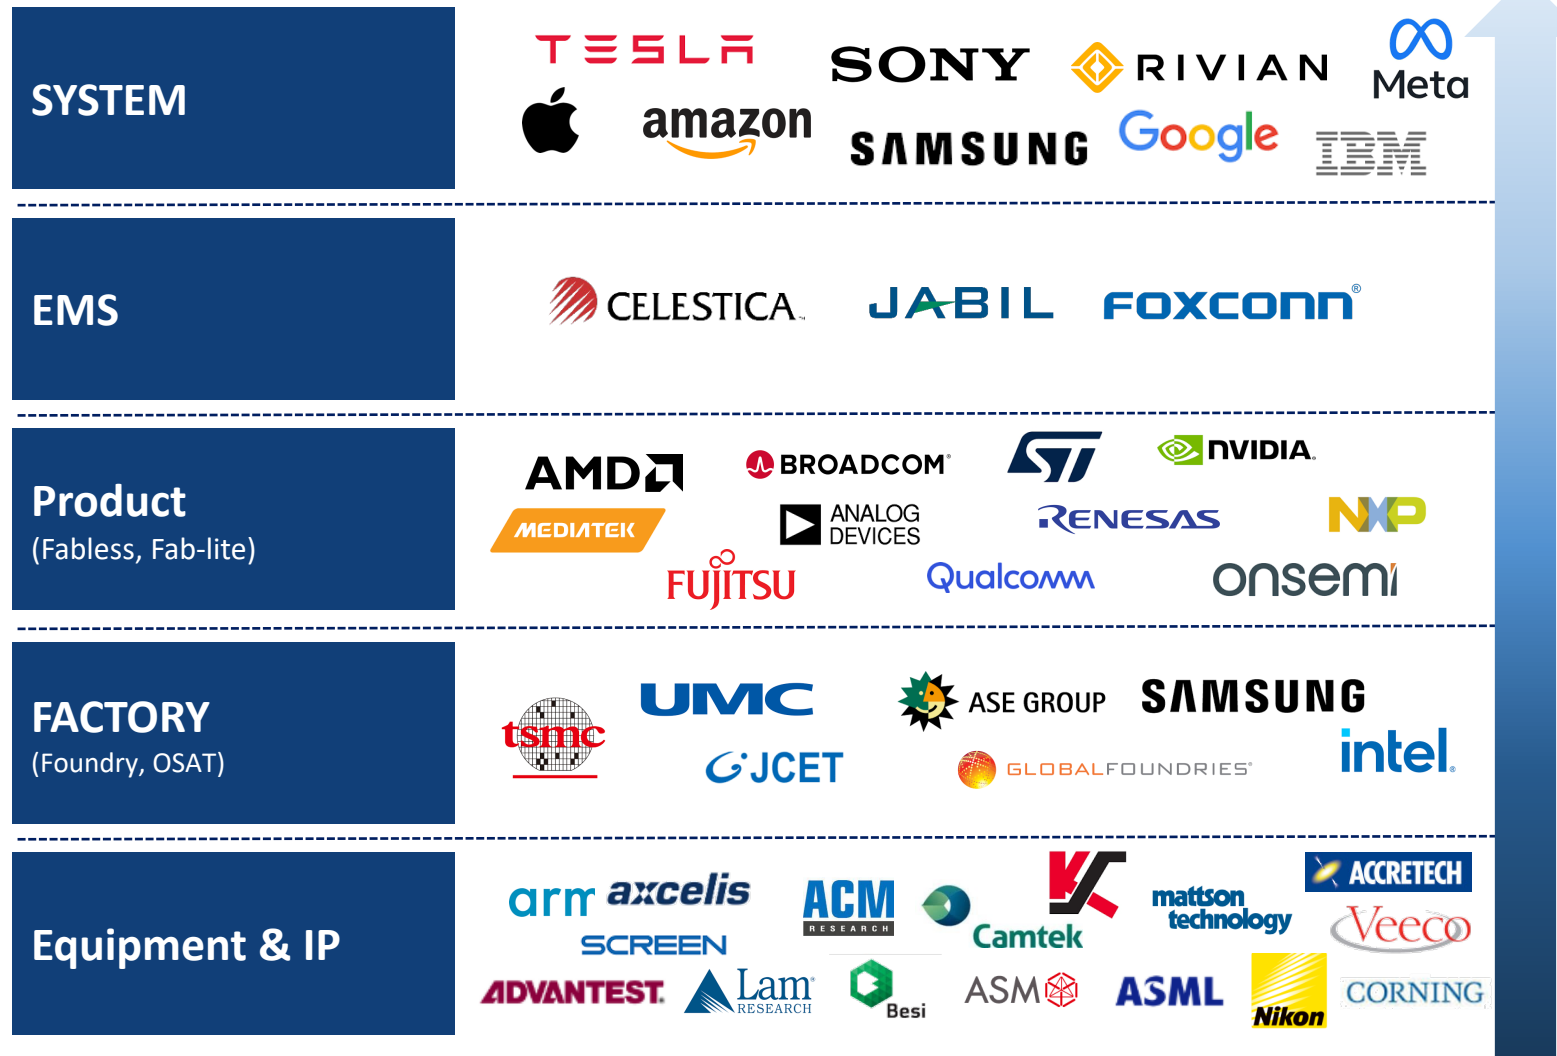 SYSTEM
TESLA
SONY
RIVIAN
Meta
amazon
SAMSUNG
Google
IBM
EMS
CELESTICA™
JABIL
FOXCONN®
Product
(Fabless, Fab-lite)
AMD
BROADCOM®
ST
NVIDIA.
MEDIATEK
ANALOG
DEVICES
RENESAS
NXP
FUJITSU
Qualcomm
onsemi
FACTORY
(Foundry, OSAT)
tsmc
UMC
ASE GROUP
SAMSUNG
JCET
GLOBALFOUNDRIES®
intel®
Equipment & IP
arm
axcelis
ACM
RESEARCH
Camtek
mattson
technology
ACCRETECH
SCREEN
Veeco
ADVANTEST®
Lam®
RESEARCH
Besi
ASM
ASML
Nikon
CORNING